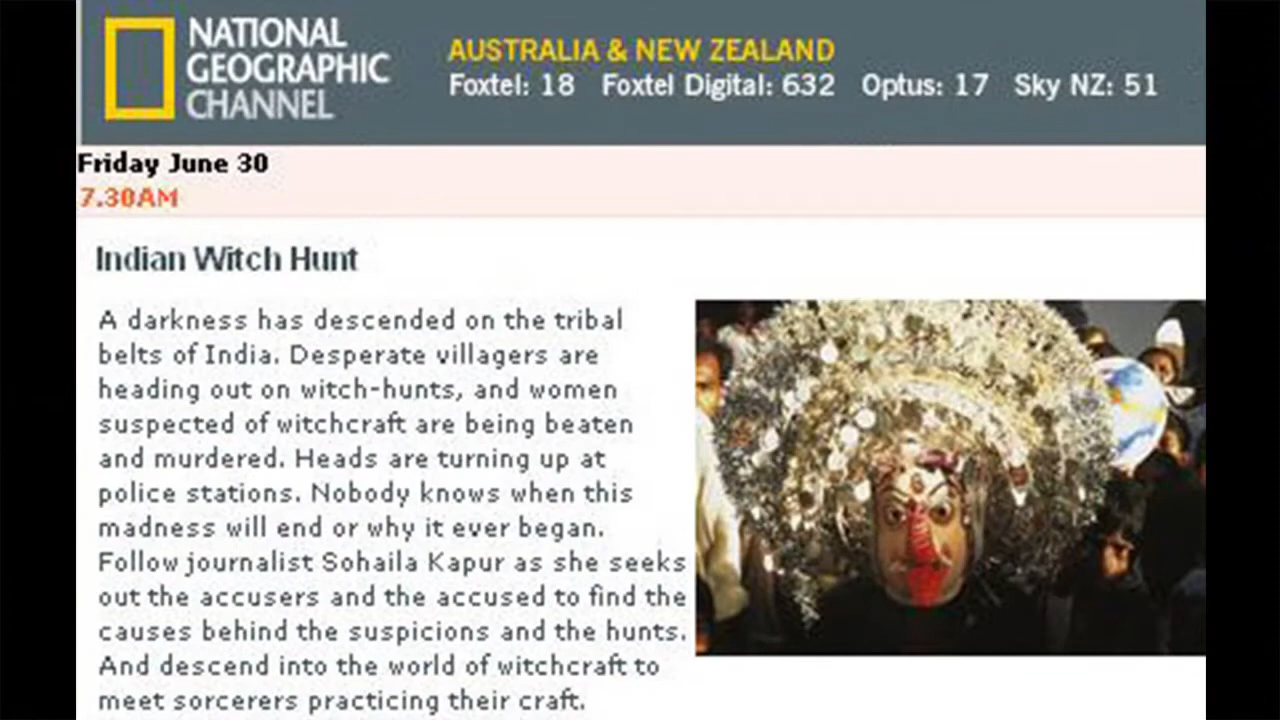 NATIONAL
GEOGRAPHIC
CHANNEL
AUSTRALIA & NEW ZEALAND
Foxtel: 18 Foxtel Digital: 632 Optus: 17 Sky NZ: 51
Friday June 30
7.30AM
Indian Witch Hunt
A darkness has descended on the tribal
belts of India. Desperate villagers are
heading out on witch-hunts, and women
suspected of witchcraft are being beaten
and murdered. Heads are turning up at
police stations. Nobody knows when this
madness will end or why it ever began.
Follow journalist Sohaila Kapur as she seeks
out the accusers and the accused to find the
causes behind the suspicions and the hunts.
And descend into the world of witchcraft to
meet sorcerers practicing their craft.